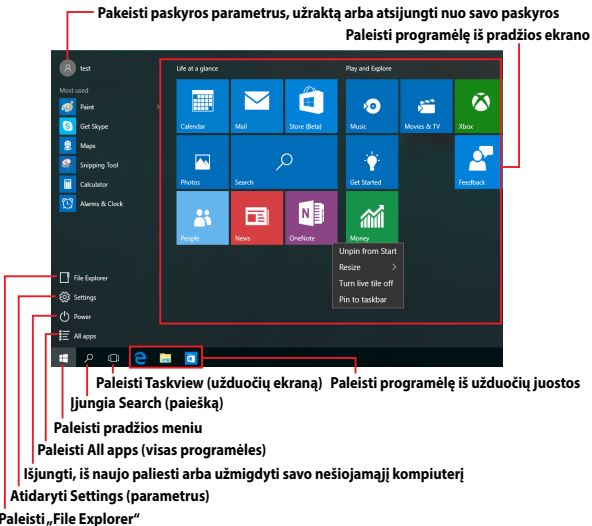 Pakeisti paskyros parametrus, užraktą arba atsijungti nuo savo paskyros
Paleisti programėlę iš pradžios ekrano
test
Life at a glance
Play and Explore
Most used
Paint
Get Skype
Maps
Snipping Tool
Calculator
Alarms & Clock
Calendar
Mail
Store (Beta)
Music
Movies & TV
Xbox
Photos
Search
Get Started
Feedback
People
News
OneNote
Money
Unpin from Start
Resize
Turn live tile off
Pin to taskbar
File Explorer
Settings
Power
All apps
Paleisti Taskview (užduočių ekraną)
Paleisti programėlę iš užduočių juostos
Įjungia Search (paiešką)
Paleisti pradžios meniu
Paleisti All apps (visas programėles)
Išjungti, iš naujo paliesti arba užmigdyti savo nešiojamąjį kompiuterį
Atidaryti Settings (parametrus)
Paleisti „File Explorer“